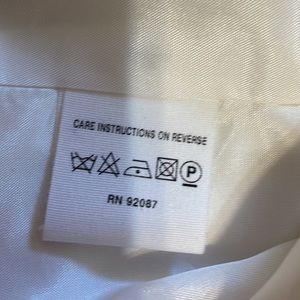 CARE INSTRUCTIONS ON REVERSE
P
RN 92087